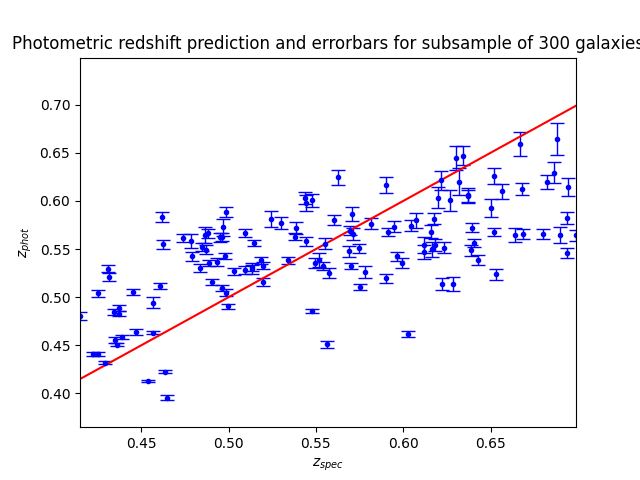 Photometric redshift prediction and errorbars for subsample of 300 galaxies
0.70
0.65
0.60
0.55
0.50
0.45
0.40
z_phot
0.45 0.50 0.55 0.60 0.65
z_spec